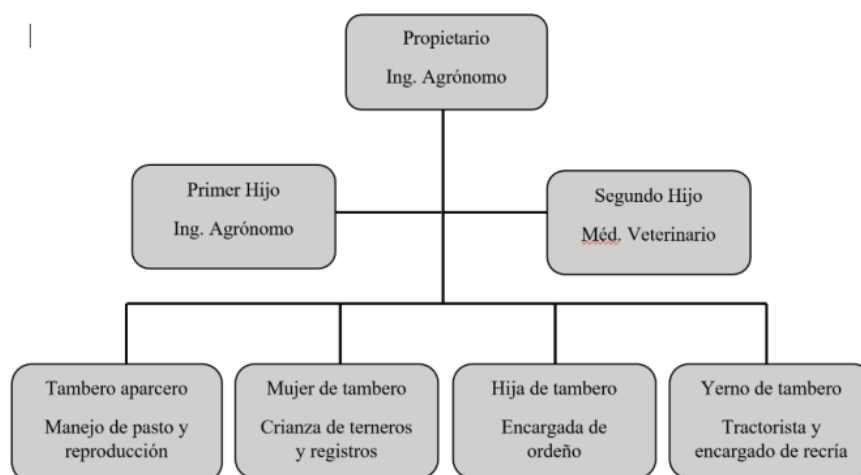 Propietario
Ing. Agrónomo
Primer Hijo
Ing. Agrónomo
Segundo Hijo
Méd. Veterinario
Tambero aparcero
Manejo de pasto y
reproducción
Mujer de tambero
Crianza de terneros
y registros
Hija de tambero
Encargada de
ordeño
Yerno de tambero
Tractorista y
encargado de recría